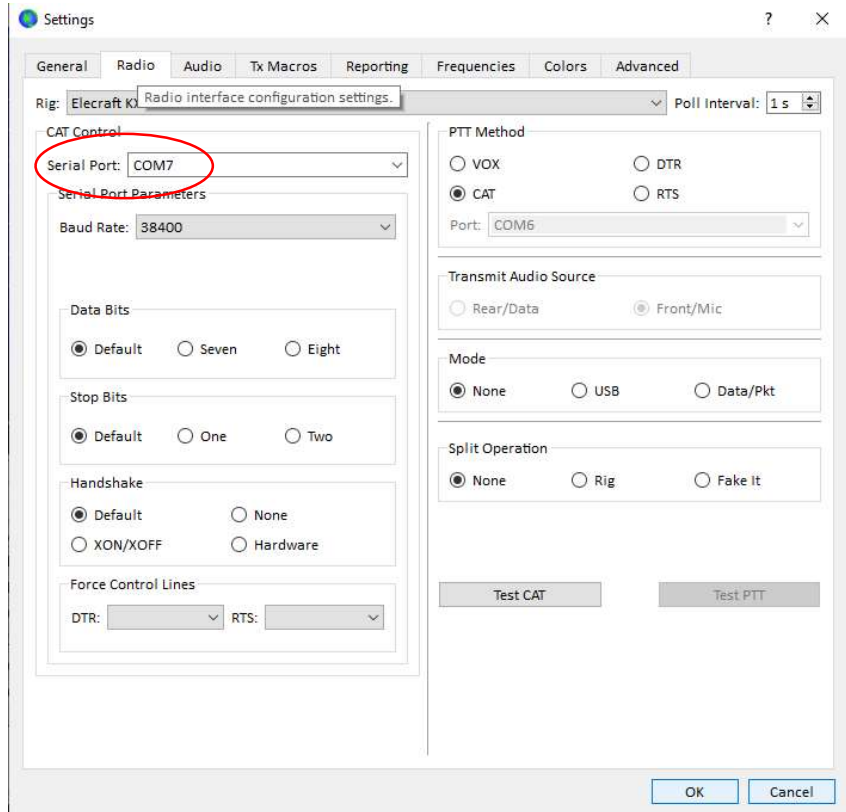 Settings
General Radio Audio Tx Macros Reporting Frequencies Colors Advanced
Rig: Elecraft KX Poll Interval: 1 s
Radio interface configuration settings.
CAT Control
Serial Port: COM7
Serial Port Parameters
Baud Rate: 38400
Data Bits
Default Seven Eight
Stop Bits
Default One Two
Handshake
Default None
XON/XOFF Hardware
Force Control Lines
DTR: RTS:
PTT Method
VOX DTR
CAT RTS
Port: COM6
Transmit Audio Source
Rear/Data Front/Mic
Mode
None USB Data/Pkt
Split Operation
None Rig Fake It
Test CAT Test PTT
OK Cancel